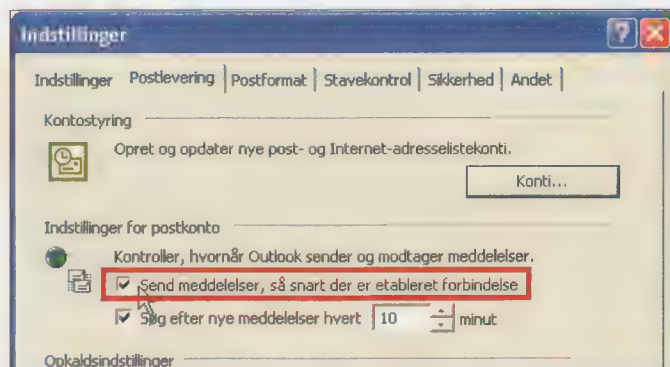 Indstillinger
Indstillinger Postlevering Postformat Stavekontrol Sikkerhed Andet
Kontostyring
Opret og opdater nye post- og Internet-adresselistekonti.
Konti...
Indstillinger for postkonto
Kontroller, hvornår Outlook sender og modtager meddelelser.
Send meddelelser, så snart der er etableret forbindelse
Søg efter nye meddelelser hvert 10 minut
Opkaldsindstillinger